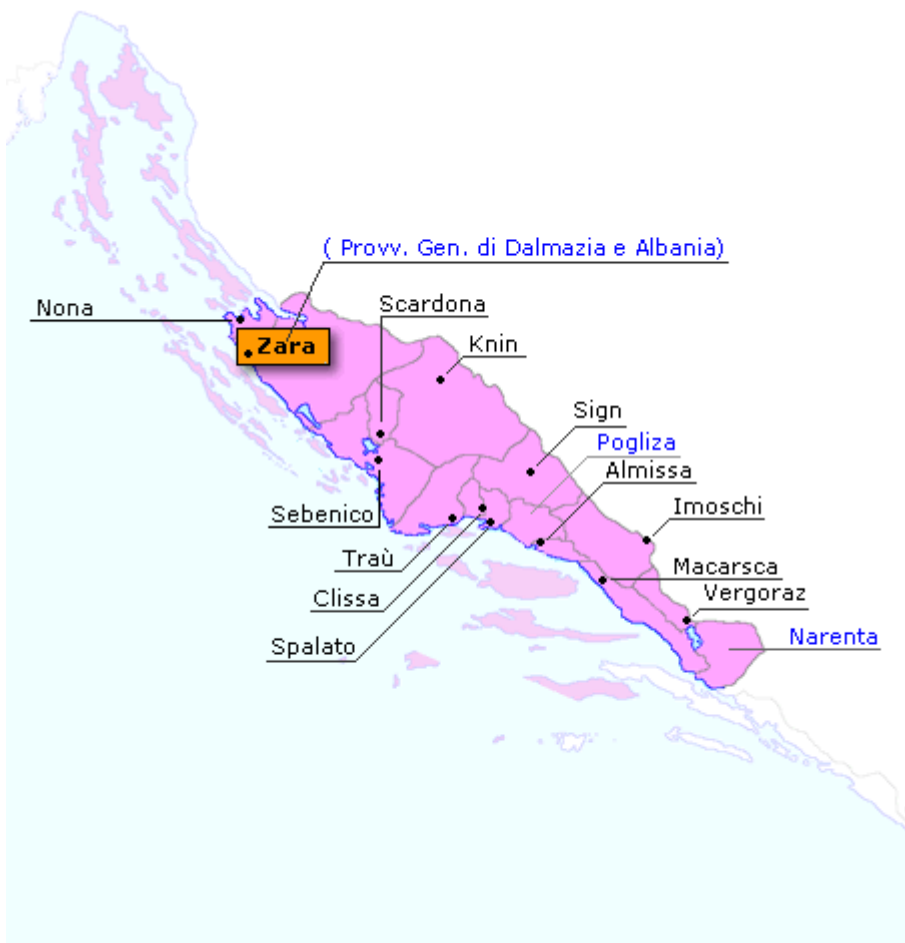 ( Provv. Gen. di Dalmazia e Albania)
Nona
Scardona
Zara
Knin
Sign
Pogliza
Almissa
Sebenico
Imoschi
Traù
Macarsca
Clissa
Vergoraz
Spalato
Narenta